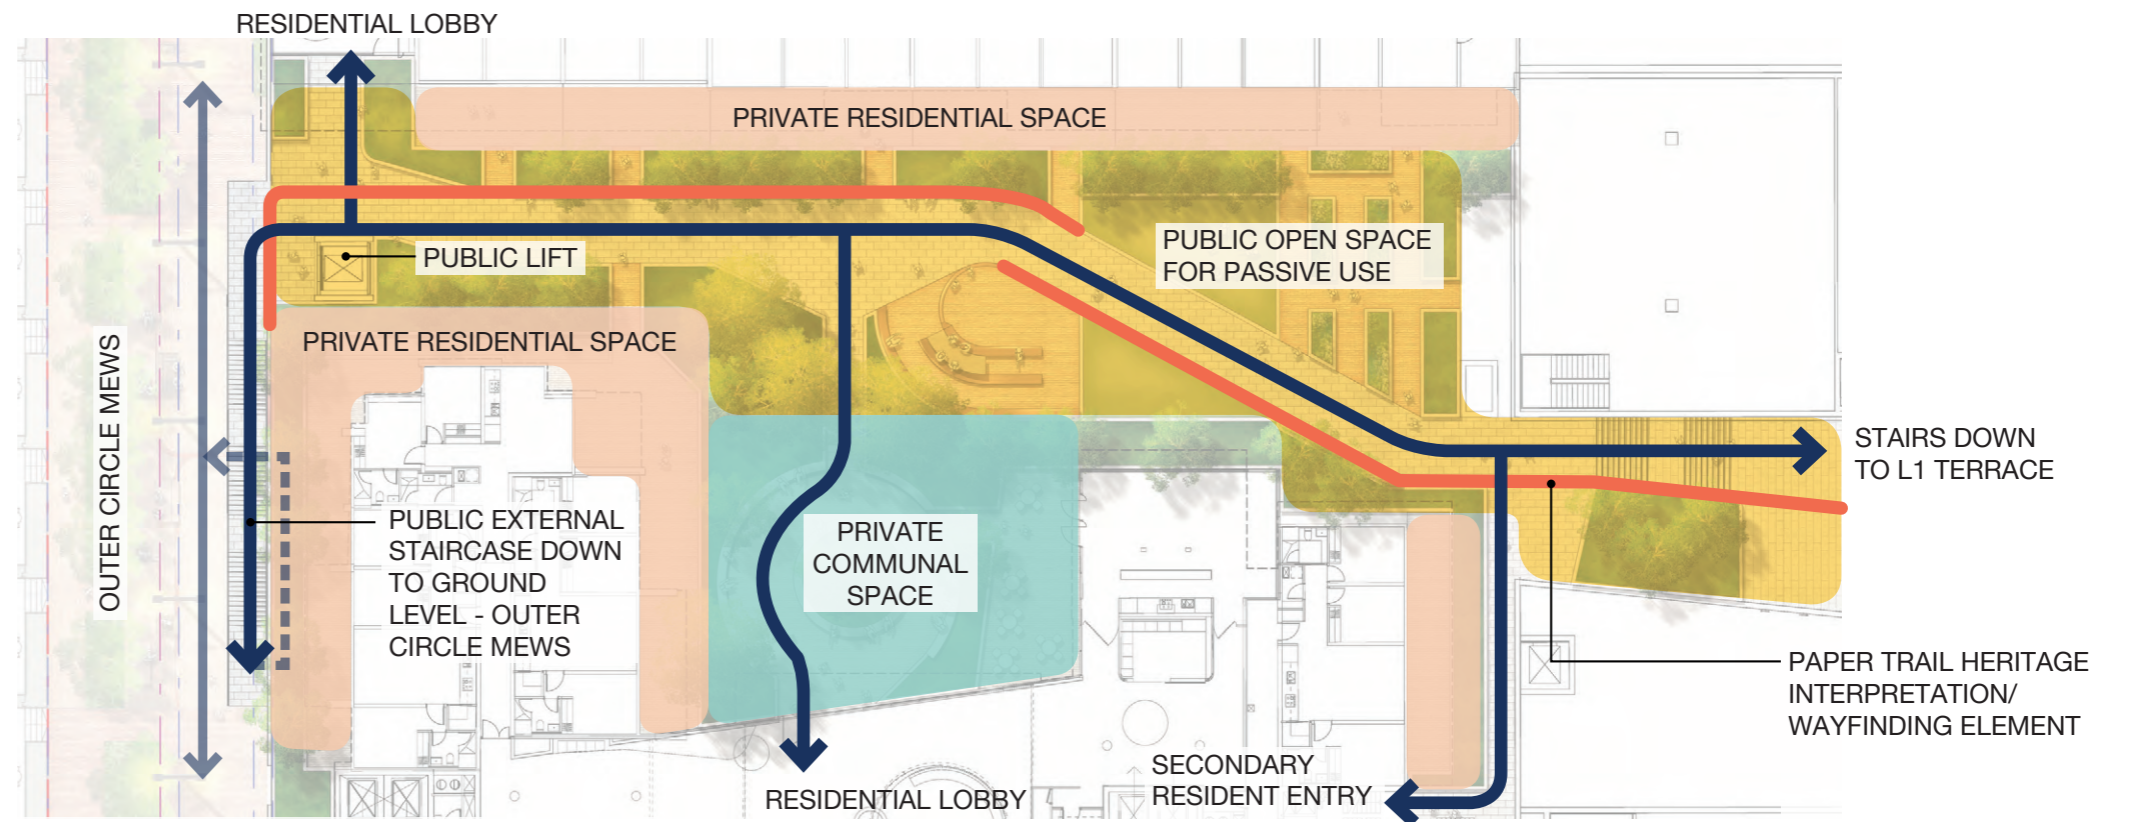 RESIDENTIAL LOBBY
PRIVATE RESIDENTIAL SPACE
PUBLIC LIFT
PUBLIC OPEN SPACE
FOR PASSIVE USE
PRIVATE RESIDENTIAL SPACE
OUTER CIRCLE MEWS
STAIRS DOWN
TO L1 TERRACE
PUBLIC EXTERNAL
STAIRCASE DOWN
TO GROUND
LEVEL - OUTER
CIRCLE MEWS
PRIVATE
COMMUNAL
SPACE
PAPER TRAIL HERITAGE
INTERPRETATION/
WAYFINDING ELEMENT
RESIDENTIAL LOBBY
SECONDARY
RESIDENT ENTRY